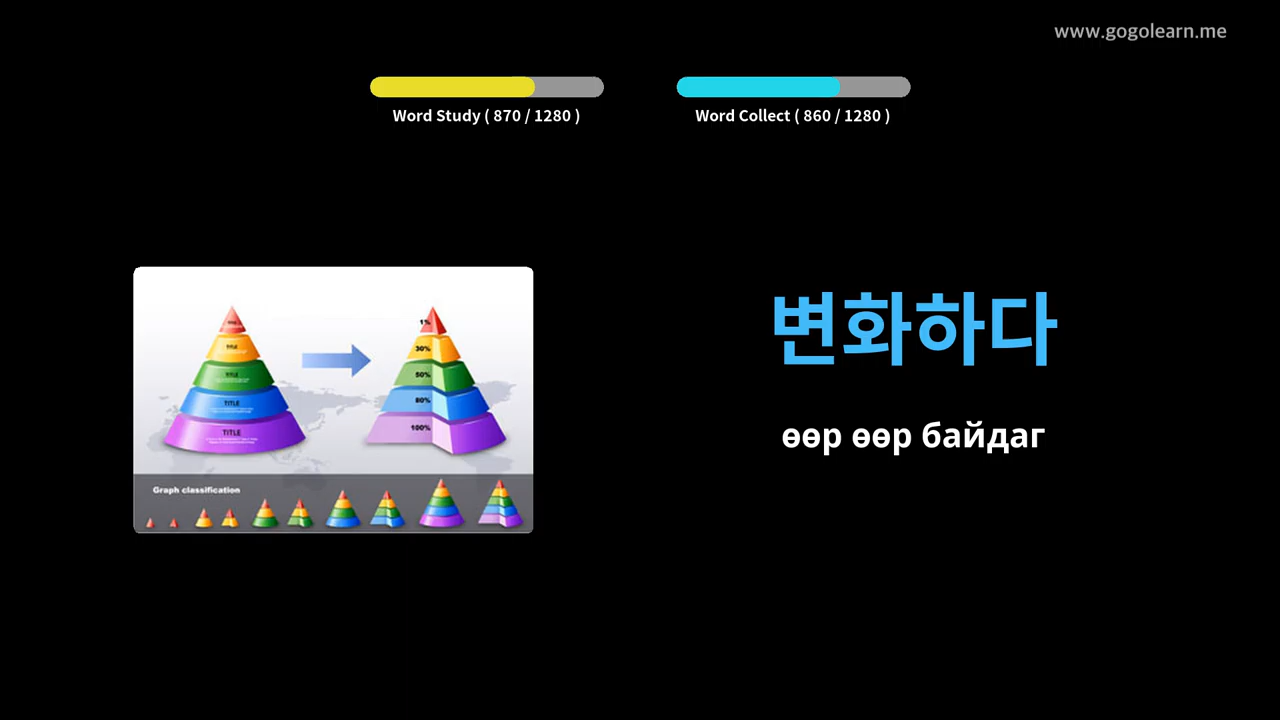 www.gogolearn.me
Word Study ( 870 / 1280 )
Word Collect ( 860 / 1280 )
변화하다
өөр өөр байдаг
TITLE
TITLE
TITLE
TITLE
1%
30%
50%
80%
100%
Graph classification